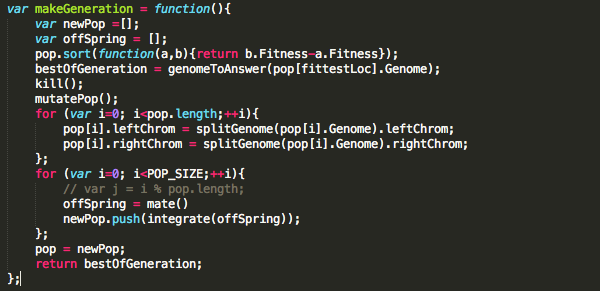 var makeGeneration = function(){
    var newPop =[];
    var offSpring = [];
    pop.sort(function(a,b){return b.Fitness-a.Fitness});
    bestOfGeneration = genomeToAnswer(pop[fittestLoc].Genome);
    kill();
    mutatePop();
    for (var i=0; i<pop.length;++i){
        pop[i].leftChrom = splitGenome(pop[i].Genome).leftChrom;
        pop[i].rightChrom = splitGenome(pop[i].Genome).rightChrom;
    };
    for (var i=0; i<POP_SIZE;++i){
        // var j = i % pop.length;
        offSpring = mate()
        newPop.push(integrate(offSpring));
    };
    pop = newPop;
    return bestOfGeneration;
};